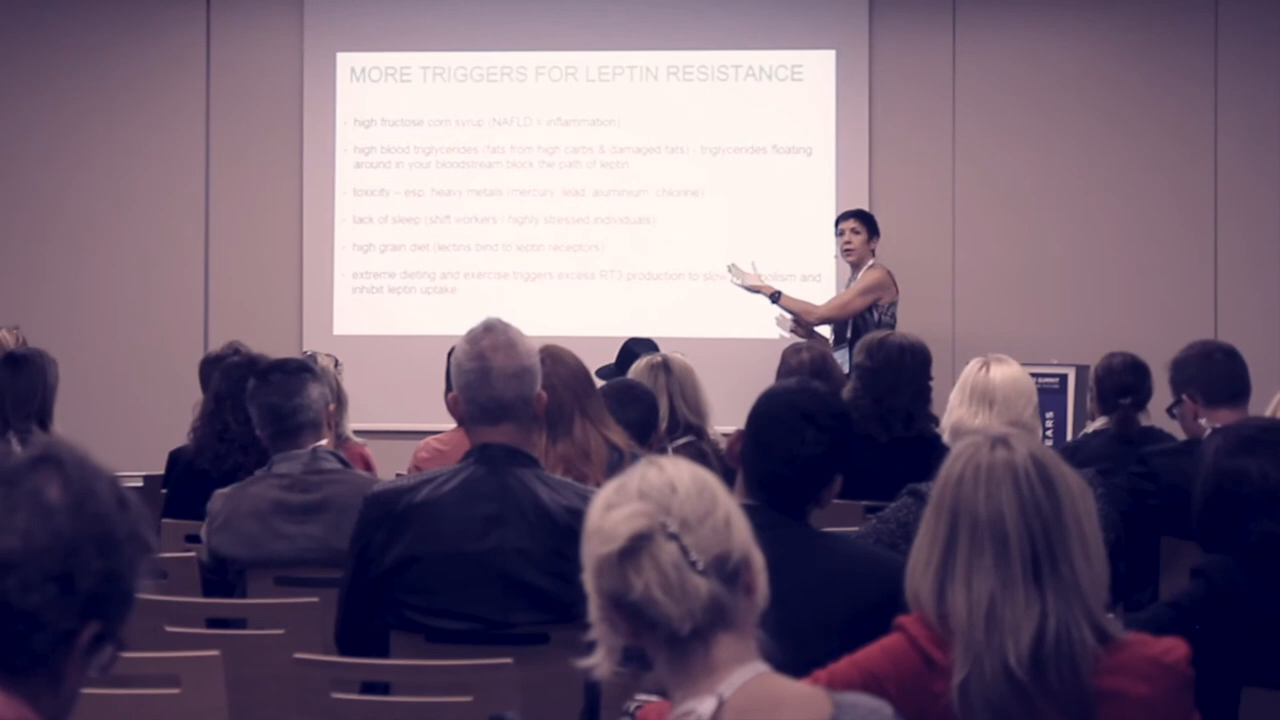 MORE TRIGGERS FOR LEPTIN RESISTANCE
- high fructose corn syrup (NAFLD = inflammation)
- high blood triglycerides (fats from high carbs & damaged fats) - triglycerides floating
around in your bloodstream block the path of leptin
- toxicity – esp. heavy metals (mercury, lead, aluminium, chlorine)
- lack of sleep (shift workers / highly stressed individuals)
- high grain diet (lectins bind to leptin receptors)
- extreme dieting and exercise triggers excess RT3 production to slow and
inhibit leptin uptake
SUMMIT
EARS